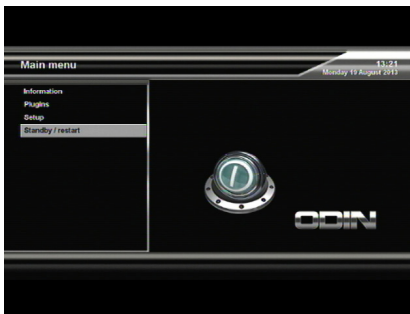 Main menu
13:21
Monday 19 August 2013
Information
Plugins
Setup
Standby / restart
ODIN